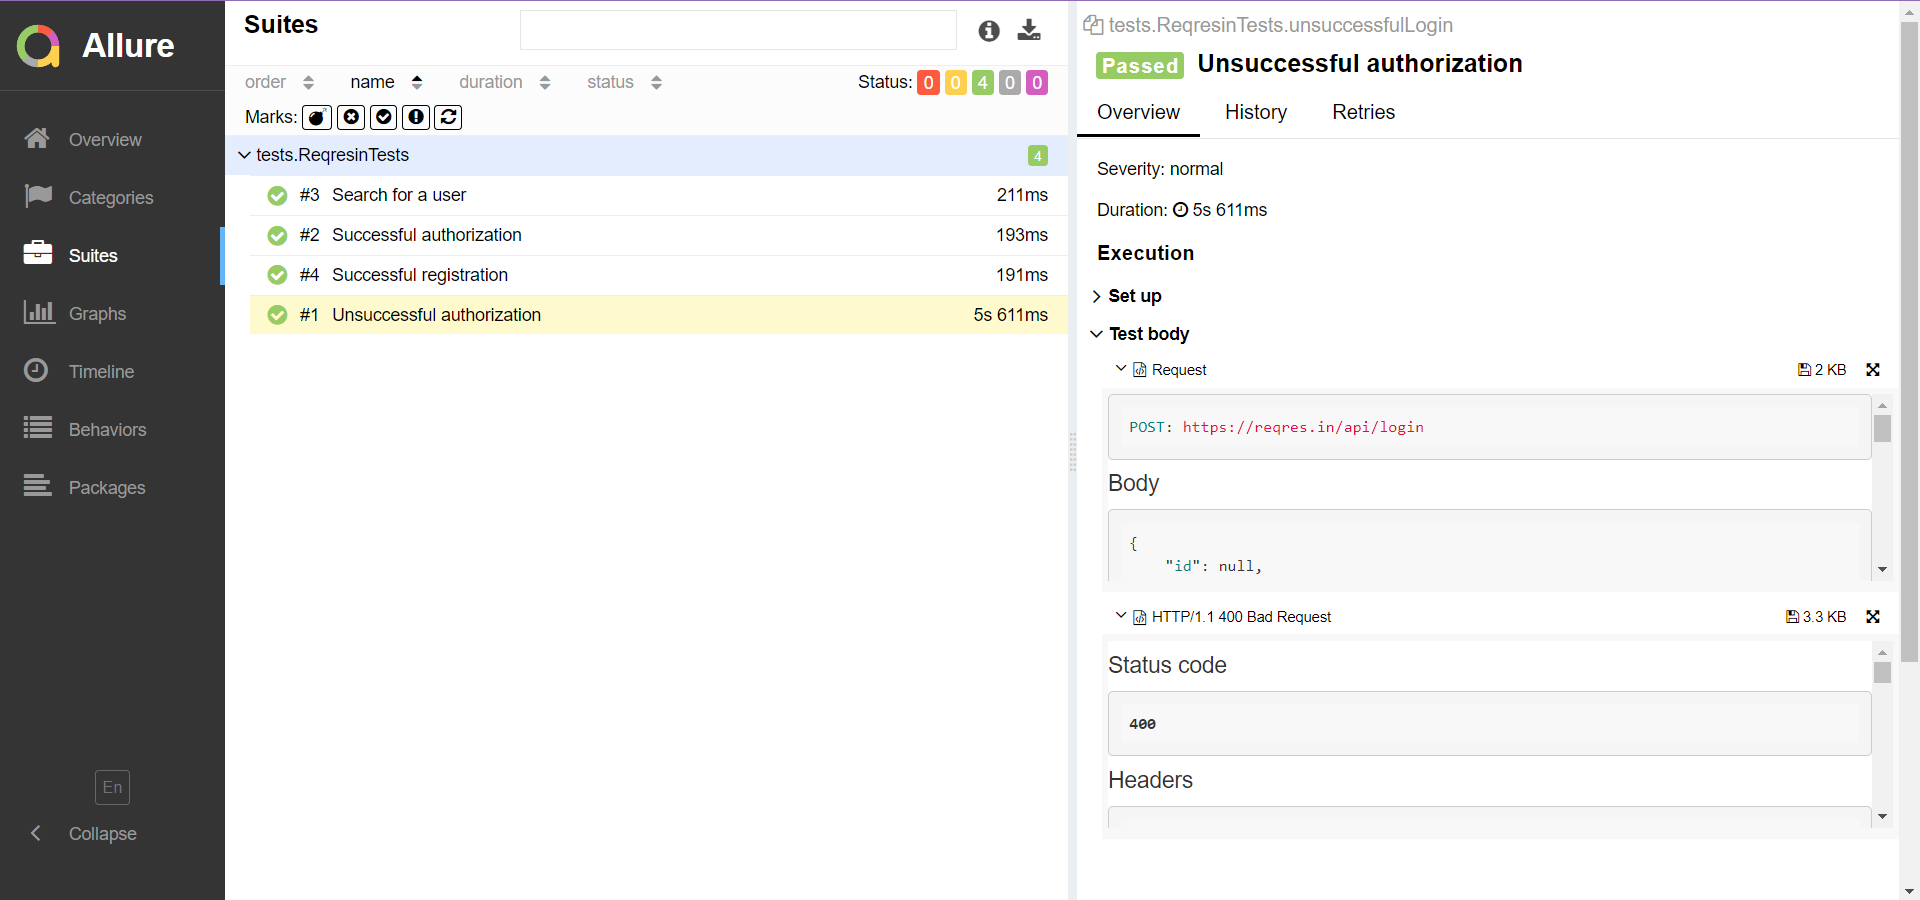 Allure
Overview
Categories
Suites
Graphs
Timeline
Behaviors
Packages
En
Collapse
Suites
order name duration status Status: 0 0 4 0 0
Marks:
tests.ReqresinTests 4
#3 Search for a user 211ms
#2 Successful authorization 193ms
#4 Successful registration 191ms
#1 Unsuccessful authorization 5s 611ms
tests.ReqresinTests.unsuccessfulLogin
Passed Unsuccessful authorization
Overview History Retries
Severity: normal
Duration: 5s 611ms
Execution
Set up
Test body
Request 2 KB
POST: https://reqres.in/api/login
Body
{
"id": null,
HTTP/1.1 400 Bad Request 3.3 KB
Status code
400
Headers